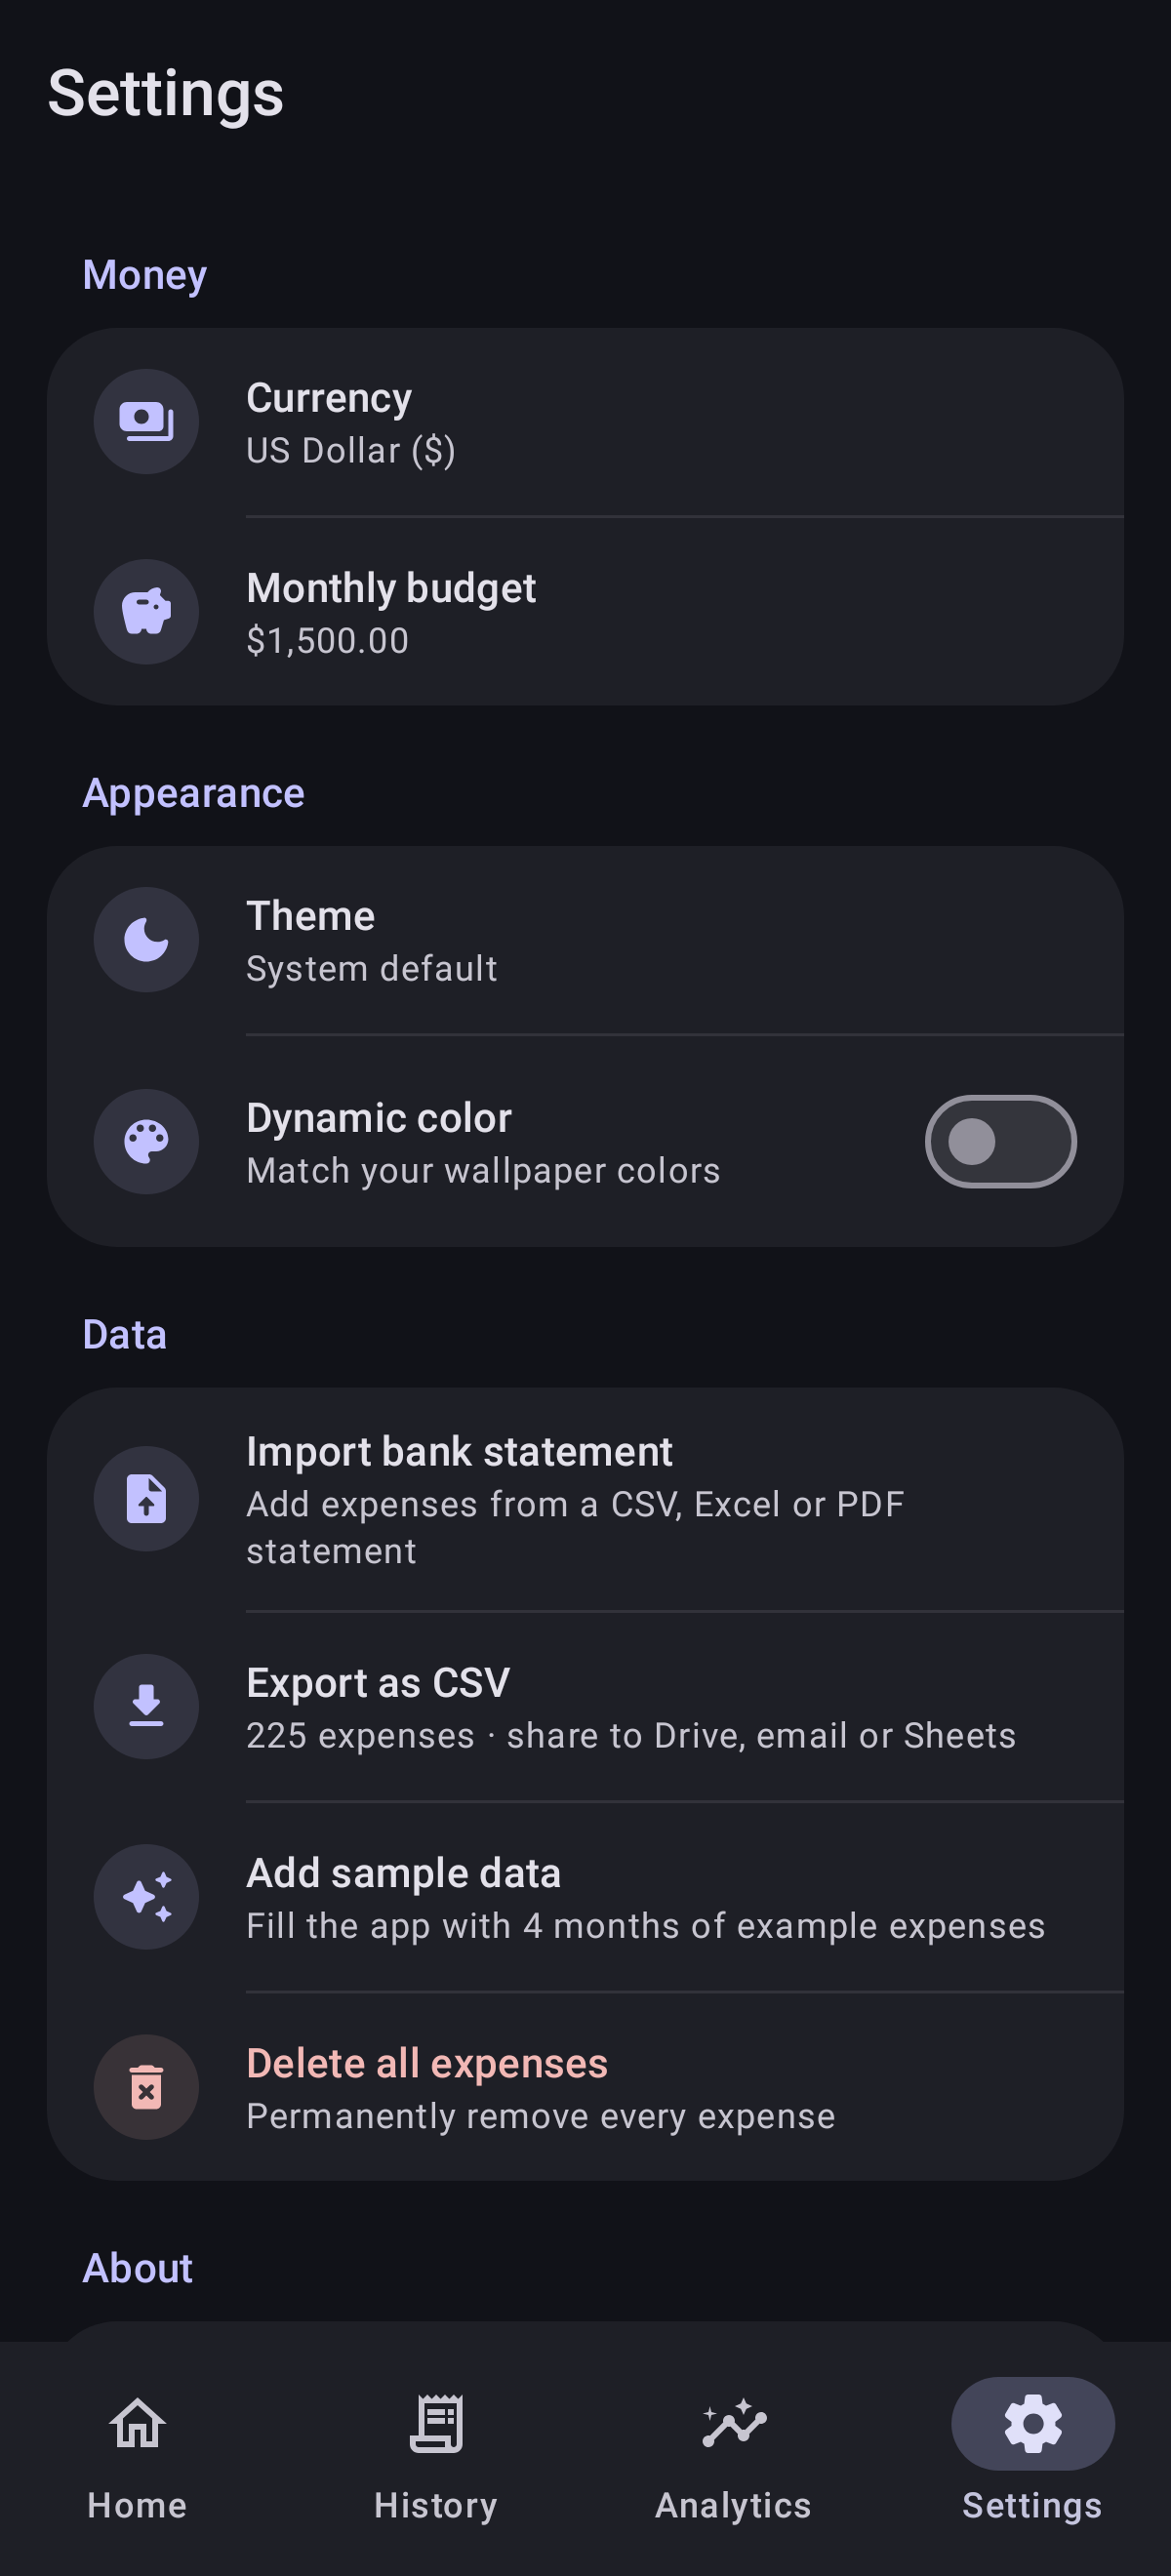 Settings
Money
Currency
US Dollar ($)
Monthly budget
$1,500.00
Appearance
Theme
System default
Dynamic color
Match your wallpaper colors
Data
Import bank statement
Add expenses from a CSV, Excel or PDF
statement
Export as CSV
225 expenses · share to Drive, email or Sheets
Add sample data
Fill the app with 4 months of example expenses
Delete all expenses
Permanently remove every expense
About
Home
History
Analytics
Settings